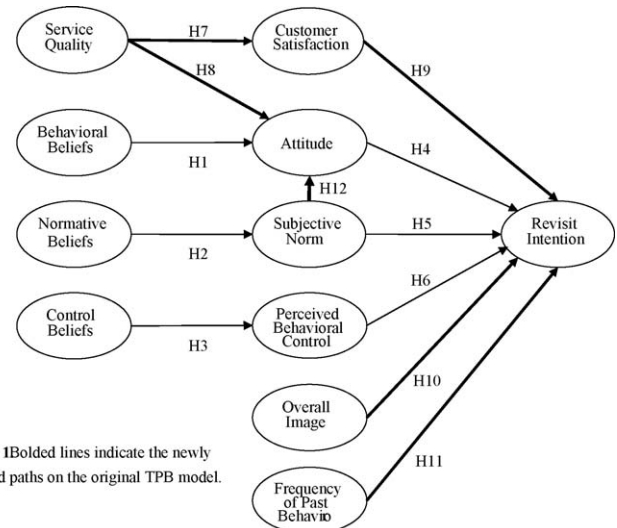 Service
Quality
H7
Customer
Satisfaction
H8
H9
Behavioral
Beliefs
H1
Attitude
H4
H12
Normative
Beliefs
H2
Subjective
Norm
H5
Revisit
Intention
H6
Control
Beliefs
H3
Perceived
Behavioral
Control
H10
Overall
Image
H11
1Bolded lines indicate the newly
d paths on the original TPB model.
Frequency
of Past
Behavio